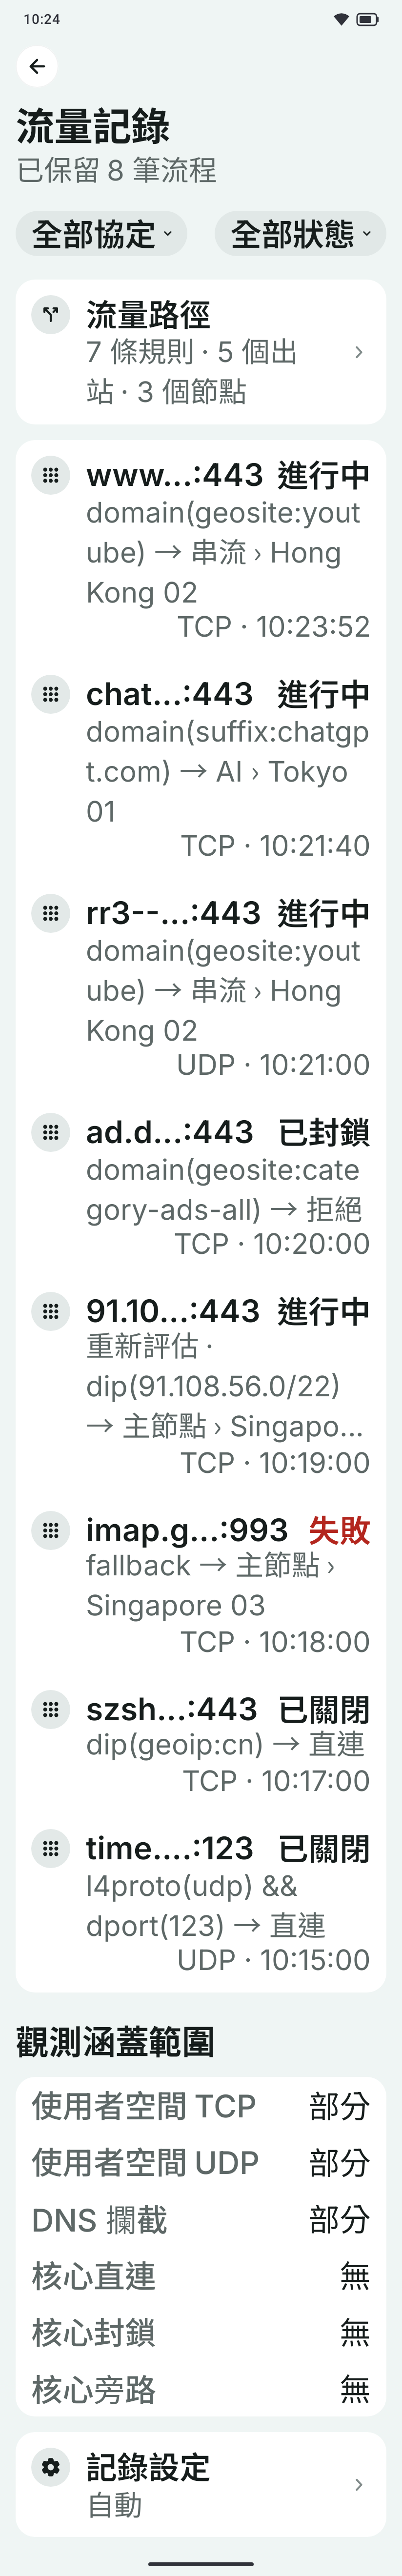 10:24
流量記錄
已保留 8 筆流程
全部協定
全部狀態
流量路徑
7 條規則 · 5 個出
站 · 3 個節點
www...:443 進行中
domain(geosite:yout
ube) → 串流 › Hong
Kong 02
TCP · 10:23:52
chat...:443 進行中
domain(suffix:chatgp
t.com) → AI › Tokyo
01
TCP · 10:21:40
rr3--...:443 進行中
domain(geosite:yout
ube) → 串流 › Hong
Kong 02
UDP · 10:21:00
ad.d...:443 已封鎖
domain(geosite:cate
gory-ads-all) → 拒絕
TCP · 10:20:00
91.10...:443 進行中
重新評估 ·
dip(91.108.56.0/22)
→ 主節點 › Singapo...
TCP · 10:19:00
imap.g...:993 失敗
fallback → 主節點 ›
Singapore 03
TCP · 10:18:00
szsh...:443 已關閉
dip(geoip:cn) → 直連
TCP · 10:17:00
time....:123 已關閉
l4proto(udp) &&
dport(123) → 直連
UDP · 10:15:00
觀測涵蓋範圍
使用者空間 TCP 部分
使用者空間 UDP 部分
DNS 攔截 部分
核心直連 無
核心封鎖 無
核心旁路 無
記錄設定
自動